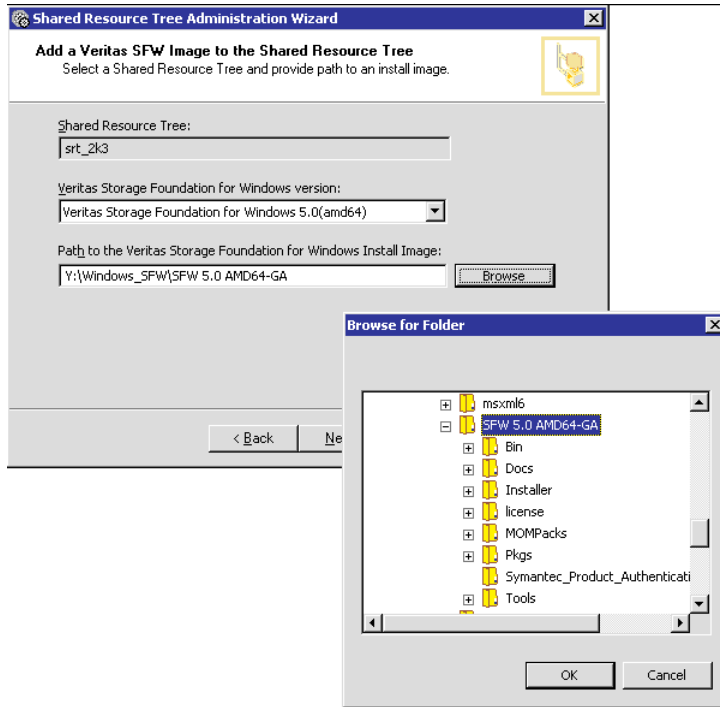 Shared Resource Tree Administration Wizard
Add a Veritas SFW Image to the Shared Resource Tree
Select a Shared Resource Tree and provide path to an install image.
Shared Resource Tree:
srt_2k3
Veritas Storage Foundation for Windows version:
Veritas Storage Foundation for Windows 5.0(amd64)
Path to the Veritas Storage Foundation for Windows Install Image:
Y:\Windows_SFW\SFW 5.0 AMD64-GA
Browse
< Back
Ne
Browse for Folder
msxml6
SFW 5.0 AMD64-GA
Bin
Docs
Installer
license
MOMPacks
Pkgs
Symantec_Product_Authenticati
Tools
OK
Cancel